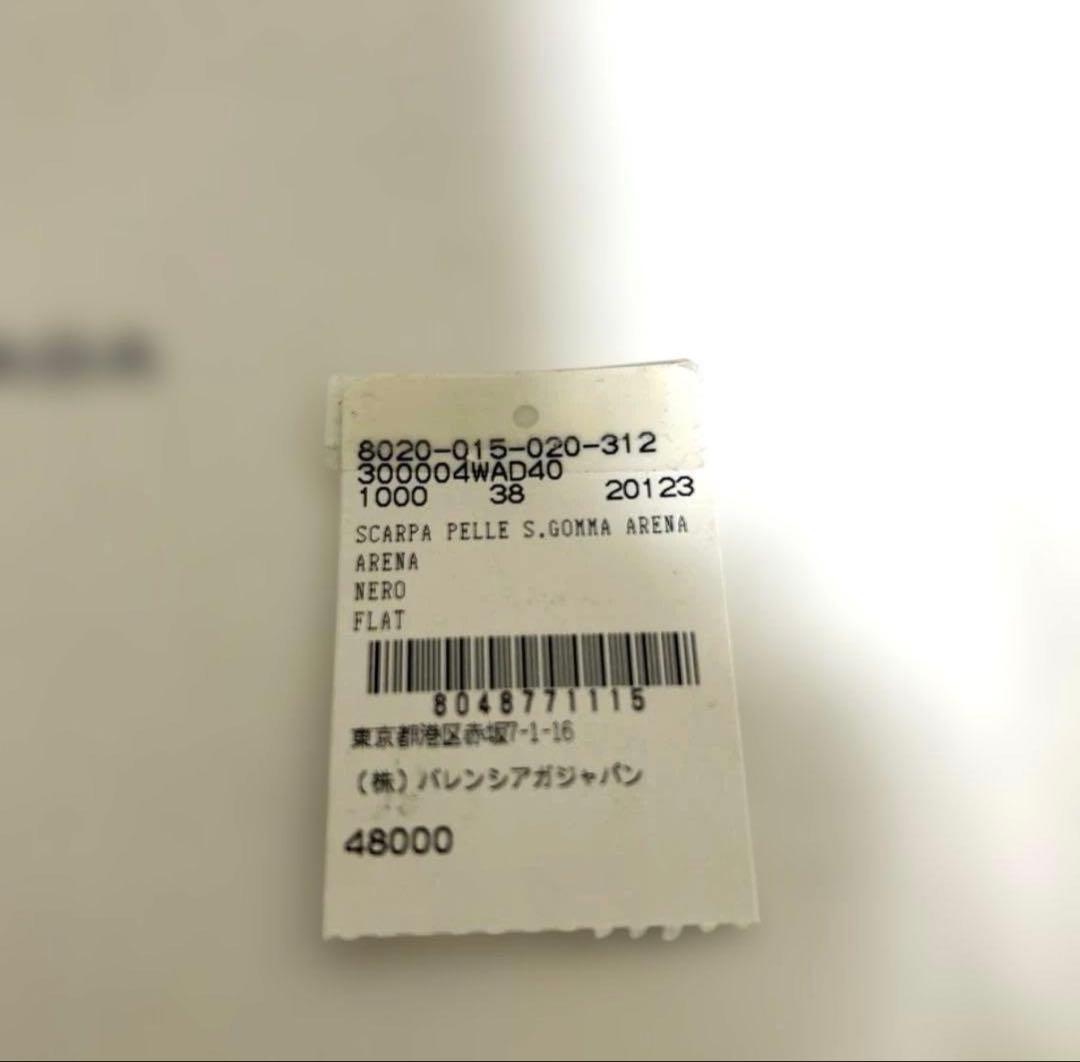 8020-015-020-312
300004WAD40
1000 38 20123
SCARPA PELLE S.GOMMA ARENA
ARENA
NERO
FLAT
8048771115
東京都港区赤坂7-1-16
(株)バレンシアガジャパン
48000